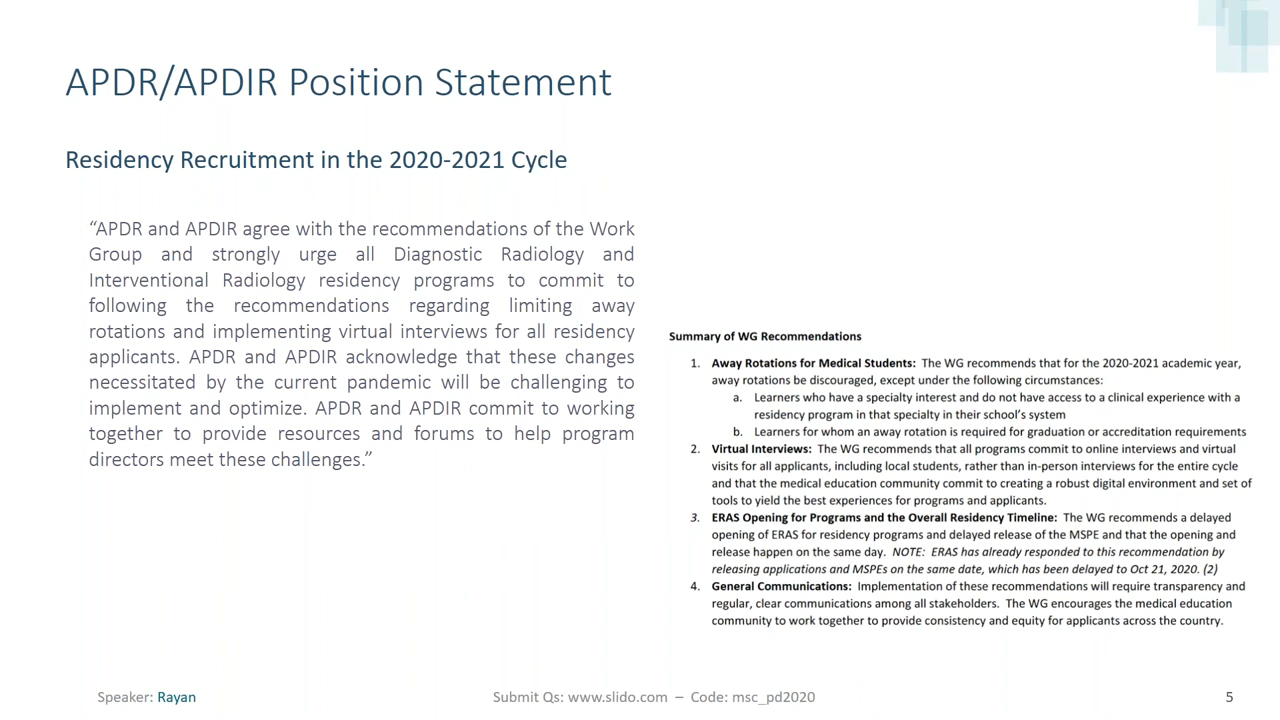 APDR/APDIR Position Statement
Residency Recruitment in the 2020-2021 Cycle
“APDR and APDIR agree with the recommendations of the Work
Group and strongly urge all Diagnostic Radiology and
Interventional Radiology residency programs to commit to
following the recommendations regarding limiting away
rotations and implementing virtual interviews for all residency
applicants. APDR and APDIR acknowledge that these changes
necessitated by the current pandemic will be challenging to
implement and optimize. APDR and APDIR commit to working
together to provide resources and forums to help program
directors meet these challenges.”
Summary of WG Recommendations
1. Away Rotations for Medical Students: The WG recommends that for the 2020-2021 academic year,
away rotations be discouraged, except under the following circumstances:
a. Learners who have a specialty interest and do not have access to a clinical experience with a
residency program in that specialty in their school’s system
b. Learners for whom an away rotation is required for graduation or accreditation requirements
2. Virtual Interviews: The WG recommends that all programs commit to online interviews and virtual
visits for all applicants, including local students, rather than in-person interviews for the entire cycle
and that the medical education community commit to creating a robust digital environment and set of
tools to yield the best experiences for programs and applicants.
3. ERAS Opening for Programs and the Overall Residency Timeline: The WG recommends a delayed
opening of ERAS for residency programs and delayed release of the MSPE and that the opening and
release happen on the same day. NOTE: ERAS has already responded to this recommendation by
releasing applications and MSPEs on the same date, which has been delayed to Oct 21, 2020. (2)
4. General Communications: Implementation of these recommendations will require transparency and
regular, clear communications among all stakeholders. The WG encourages the medical education
community to work together to provide consistency and equity for applicants across the country.
Speaker: Rayan
Submit Qs: www.slido.com – Code: msc_pd2020
5